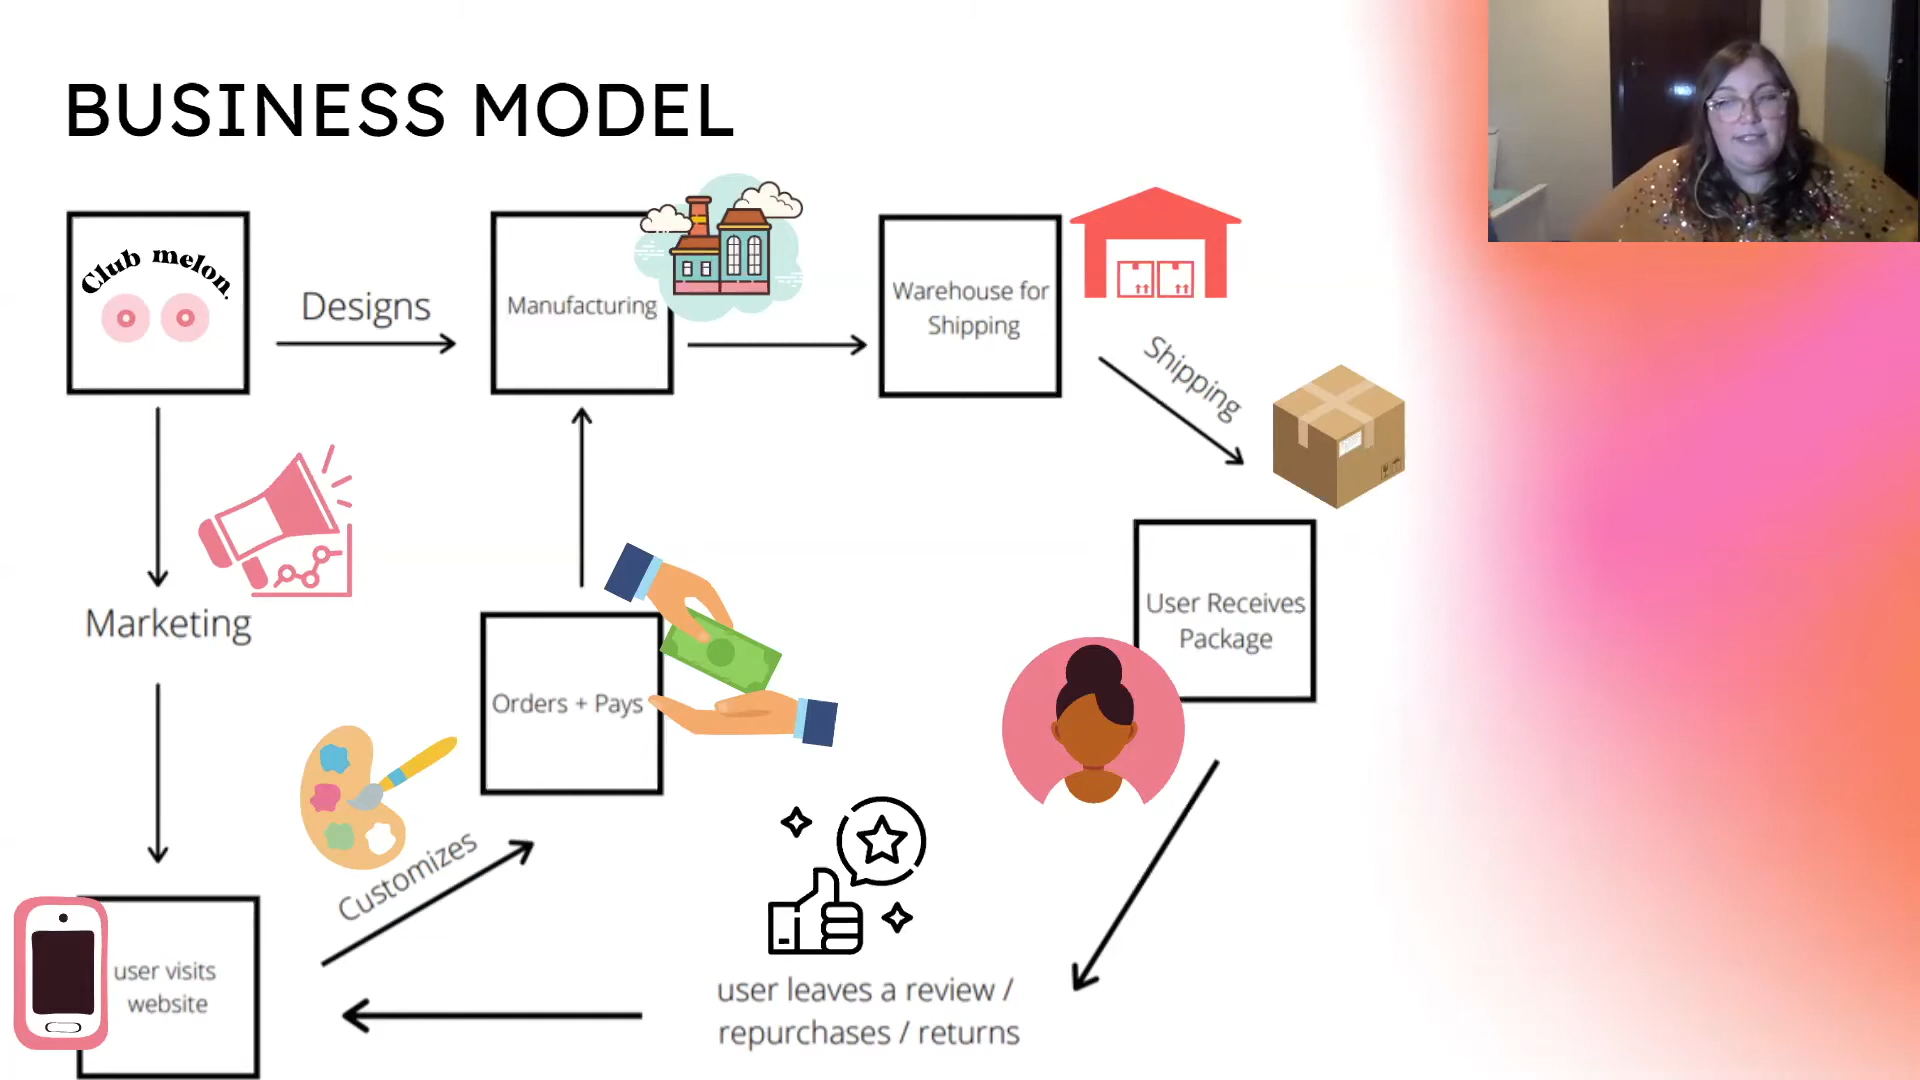 BUSINESS MODEL
Club melon.
Designs
Manufacturing
Warehouse for
Shipping
Shipping
Marketing
Orders + Pays
User Receives
Package
Customizes
user visits
website
user leaves a review /
repurchases / returns